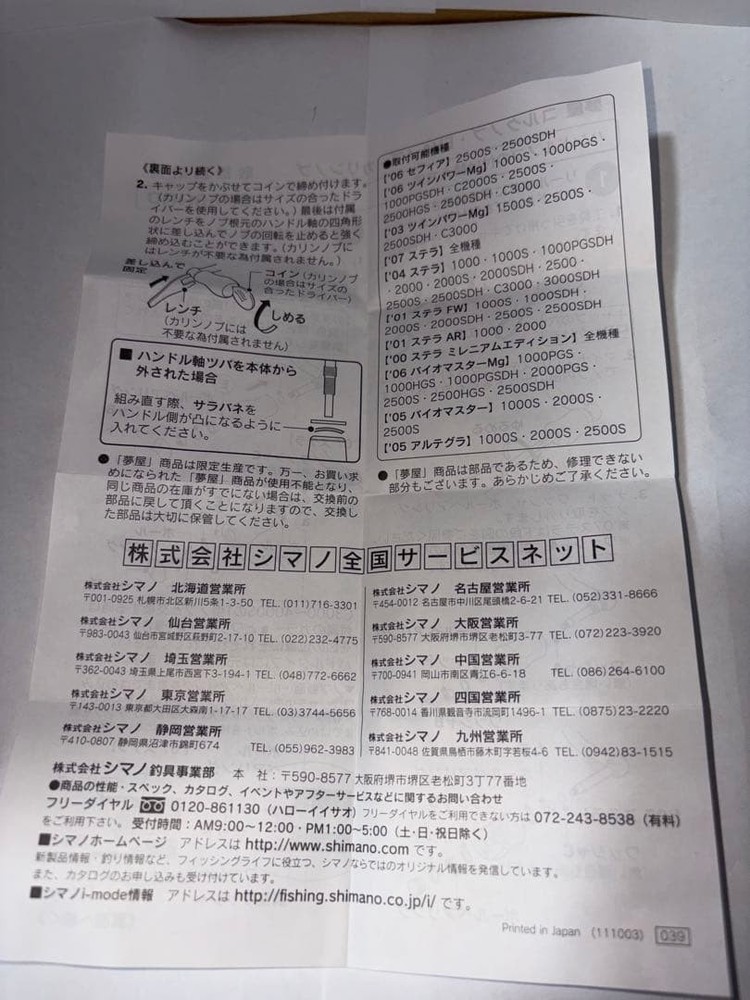 《裏面より続く》
2. キャップをかぶせてコインで締め付けます。
(カリンノブの場合はサイズの合ったドラ
イバーを使用してください。)最後は付属
のレンチをノブ根元のハンドル軸の四角形
状に差し込んでノブの回転を止めると強く
締め込むことができます。(カリンノブに
はレンチが不要な為付属されません。)
差し込んで
固定
コイン(カリンノブ
の場合はサイズの
合ったドライバー)
レンチ
(カリンノブには
不要な為付属されません)
しめる
■ ハンドル軸ツバを本体から
外された場合
組み直す際、サラバネを
ハンドル側が凸になるように
入れてください。
●「夢屋」商品は限定生産です。万一、お買い求
めになられた「夢屋」商品が使用不能となり、
同じ商品の在庫がすでにない場合は、交換前の
部品に戻して頂くことになりますので、交換し
た部品は大切に保管してください。
●取付可能機種
['06 セフィア] 2500S・2500SDH
['06 ツインパワーMg] 1000S・1000PGS・
1000PGSDH・C2000S・2500S・
2500HGS・2500SDH・C3000
['03 ツインパワーMg] 1500S・2500S・
2500SDH・C3000
['07 ステラ] 全機種
['04 ステラ] 1000・1000S・1000PGSDH
・2000・2000S・2000SDH・2500・
2500S・2500SDH・C3000・3000SDH
['01 ステラ FW] 1000S・1000SDH・
2000S・2000SDH・2500S・2500SDH
['01 ステラ AR] 1000・2000
['00 ステラ ミレニアムエディション] 全機種
['06 バイオマスターMg] 1000PGS・
1000HGS・1000PGSDH・2000PGS・
2500S・2500HGS・2500SDH
['05 バイオマスター] 1000S・2000S・
2500S
['05 アルテグラ] 1000S・2000S・2500S
●「夢屋」商品は部品であるため、修理できない
部分もございます。あらかじめご了承ください。
株式会社シマノ全国サービスネット
株式会社シマノ 北海道営業所
〒001-0925 札幌市北区新川5条1-3-50 TEL.(011)716-3301
株式会社シマノ 仙台営業所
〒983-0043 仙台市宮城野区萩野町2-17-10 TEL.(022)232-4775
株式会社シマノ 埼玉営業所
〒362-0043 埼玉県上尾市西宮下3-194-1 TEL.(048)772-6662
株式会社シマノ 東京営業所
〒143-0013 東京都大田区大森南1-17-17 TEL.(03)3744-5656
株式会社シマノ 静岡営業所
〒410-0807 静岡県沼津市錦町674 TEL.(055)962-3983
株式会社シマノ 名古屋営業所
〒454-0012 名古屋市中川区尾頭橋2-6-21 TEL.(052)331-8666
株式会社シマノ 大阪営業所
〒590-8577 大阪府堺市堺区老松町3-77 TEL.(072)223-3920
株式会社シマノ 中国営業所
〒700-0941 岡山市南区青江6-6-18 TEL.(086)264-6100
株式会社シマノ 四国営業所
〒768-0014 香川県観音寺市流岡町1496-1 TEL.(0875)23-2220
株式会社シマノ 九州営業所
〒841-0048 佐賀県鳥栖市藤木町字若桜4-6 TEL.(0942)83-1515
株式会社シマノ釣具事業部 本 社:〒590-8577 大阪府堺市堺区老松町3丁77番地
●商品の性能・スペック、カタログ、イベントやアフターサービスなどに関するお問い合わせ
フリーダイヤル 0120-861130(ハローイイサオ) フリーダイヤルをご利用できない方は 072-243-8538(有料)
をご利用下さい。 受付時間:AM9:00〜12:00・PM1:00〜5:00(土・日・祝日除く)
■シマノホームページ アドレスは http://www.shimano.com です。
新製品情報・釣り情報など、フィッシングライフに役立つ、シマノならではのオリジナル情報を発信しています。
また、カタログのお申し込みも受け付けています。
■シマノi-mode情報 アドレスは http://fishing.shimano.co.jp/i/ です。
Printed in Japan (111003) 039